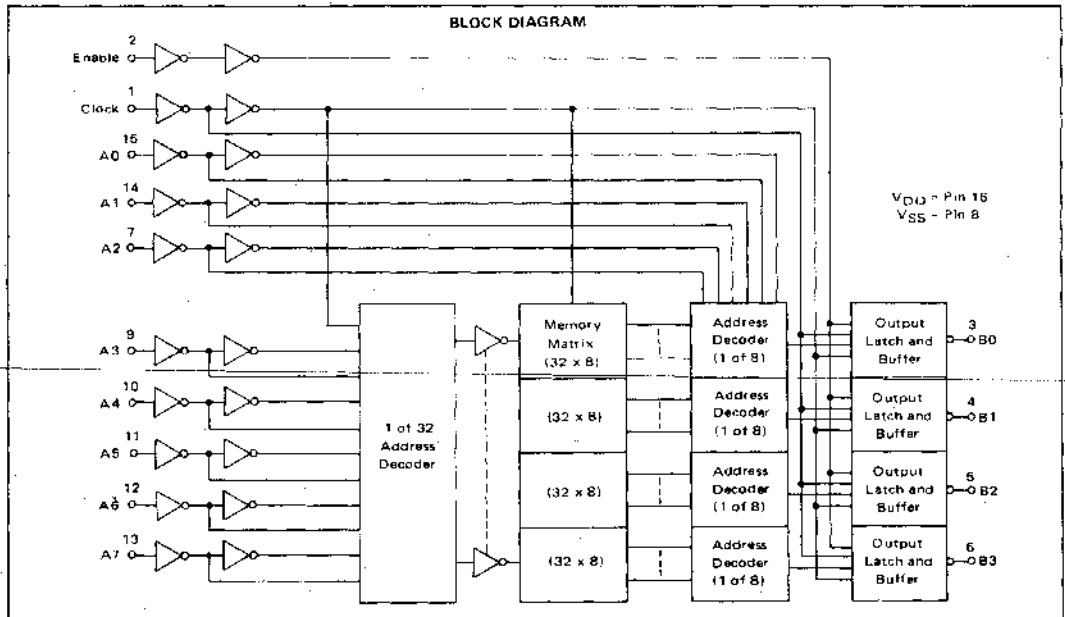 BLOCK DIAGRAM
2
Enable
1
Clock
15
A0
14
A1
7
A2
VDD = Pin 16
VSS = Pin 8
9
A3
10
A4
11
A5
12
A6
13
A7
1 of 32
Address
Decoder
Memory
Matrix
(32 x 8)
(32 x 8)
(32 x 8)
(32 x 8)
Address
Decoder
(1 of 8)
Address
Decoder
(1 of 8)
Address
Decoder
(1 of 8)
Address
Decoder
(1 of 8)
Output
Latch and
Buffer
Output
Latch and
Buffer
Output
Latch and
Buffer
Output
Latch and
Buffer
3
B0
4
B1
5
B2
6
B3